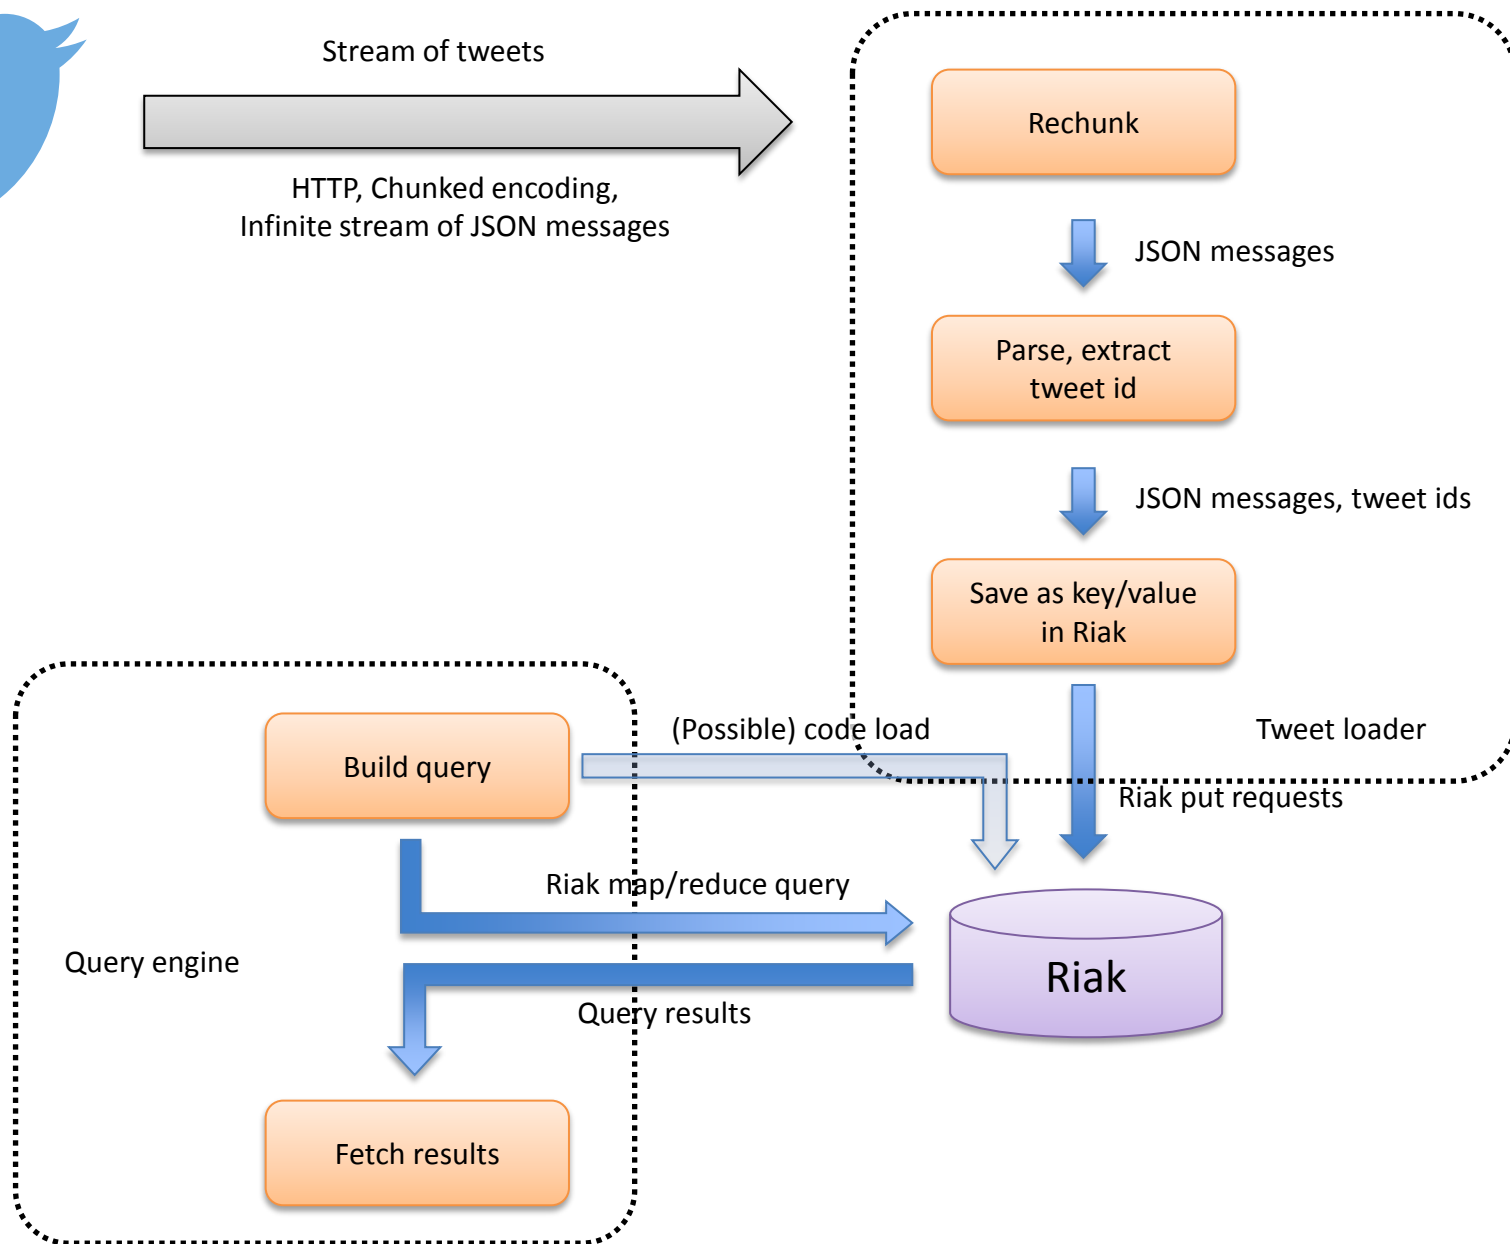 Stream of tweets
HTTP, Chunked encoding,
Infinite stream of JSON messages
Rechunk
JSON messages
Parse, extract
tweet id
JSON messages, tweet ids
Save as key/value
in Riak
Tweet loader
Riak put requests
(Possible) code load
Build query
Riak map/reduce query
Query engine
Riak
Query results
Fetch results